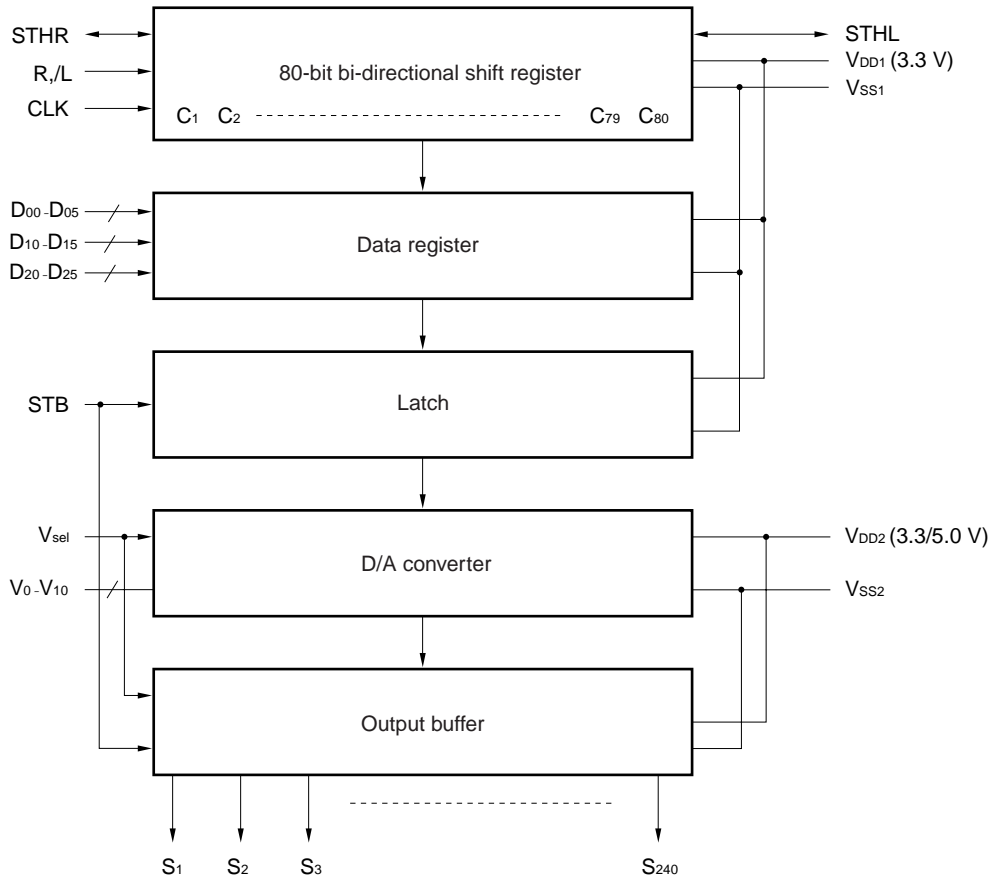 STHR
STHL
R,/L
80-bit bi-directional shift register
VDD1 (3.3 V)
VSS1
CLK
C1 C2 C79 C80
D00 - D05
D10 - D15
D20 - D25
Data register
STB
Latch
Vsel
VDD2 (3.3/5.0 V)
D/A converter
V0 - V10
VSS2
Output buffer
S1 S2 S3 S240